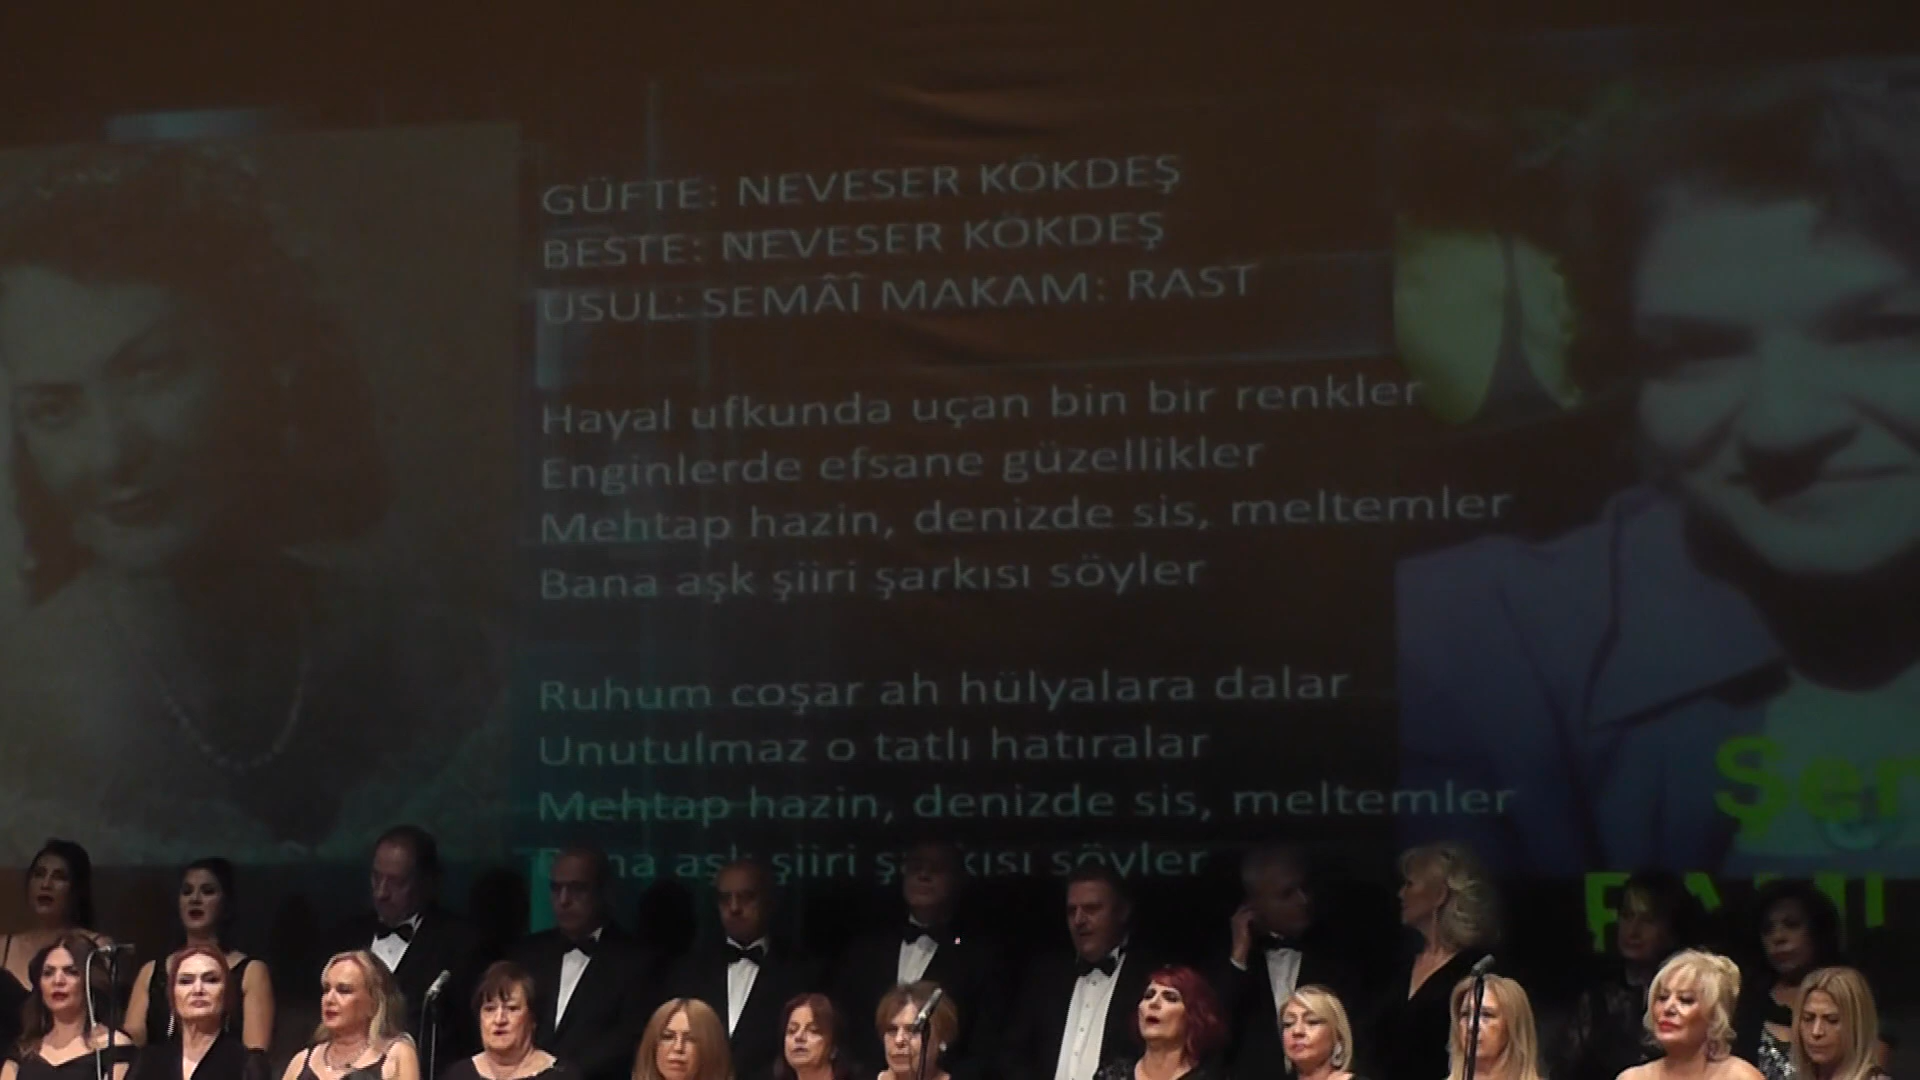 GÜFTE: NEVESER KÖKDEŞ
BESTE: NEVESER KÖKDEŞ
USUL: SEMÂÎ MAKAM: RAST
Hayal ufkunda uçan bin bir renkler
Enginlerde efsane güzellikler
Mehtap hazin, denizde sis, meltemler
Bana aşk şiiri şarkısı söyler
Ruhum coşar ah hülyalara dalar
Unutulmaz o tatlı hatıralar
Mehtap hazin, denizde sis, meltemler
Bana aşk şiiri şarkısı söyler